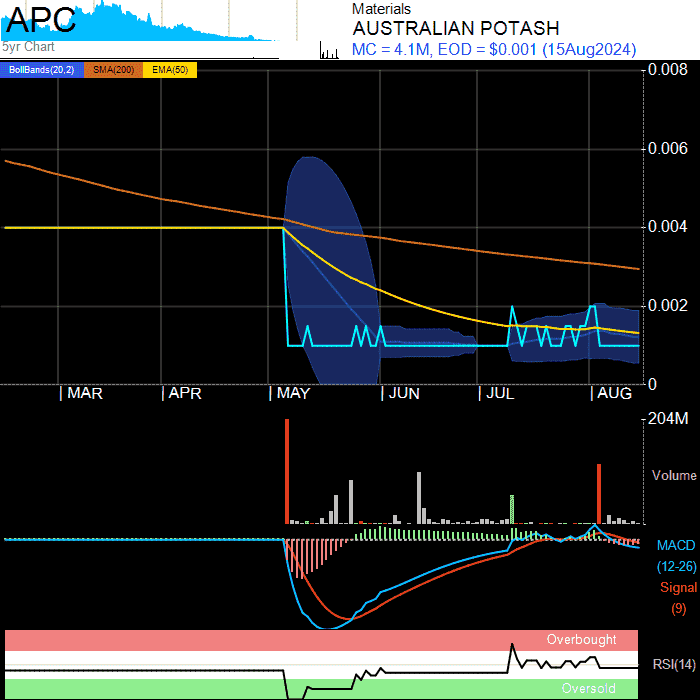 APC
5yr Chart
Materials
AUSTRALIAN POTASH
MC = 4.1M, EOD = $0.001 (15Aug2024)
BollBands(20,2) SMA(200) EMA(50)
0.008
0.006
0.004
0.002
0
MAR APR MAY JUN JUL AUG
204M
Volume
MACD
(12-26)
Signal
(9)
Overbought
RSI(14)
Oversold